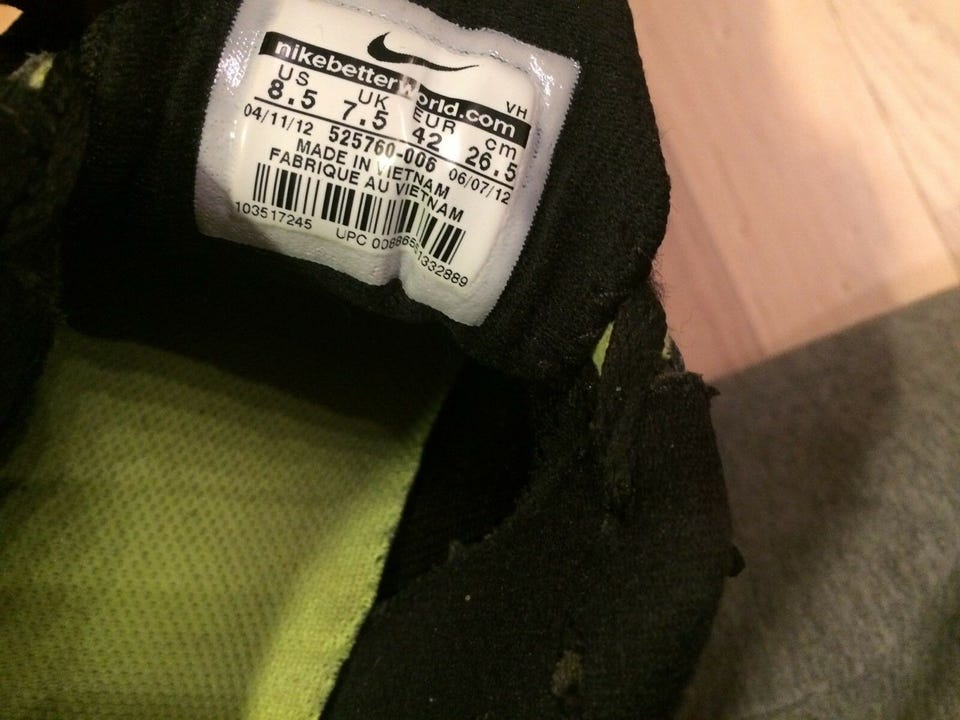 nikebetterworld.com
VH
US UK EUR cm
8.5 7.5 42 26.5
04/11/12 525760-006 06/07/12
MADE IN VIETNAM
FABRIQUE AU VIETNAM
103517245 UPC